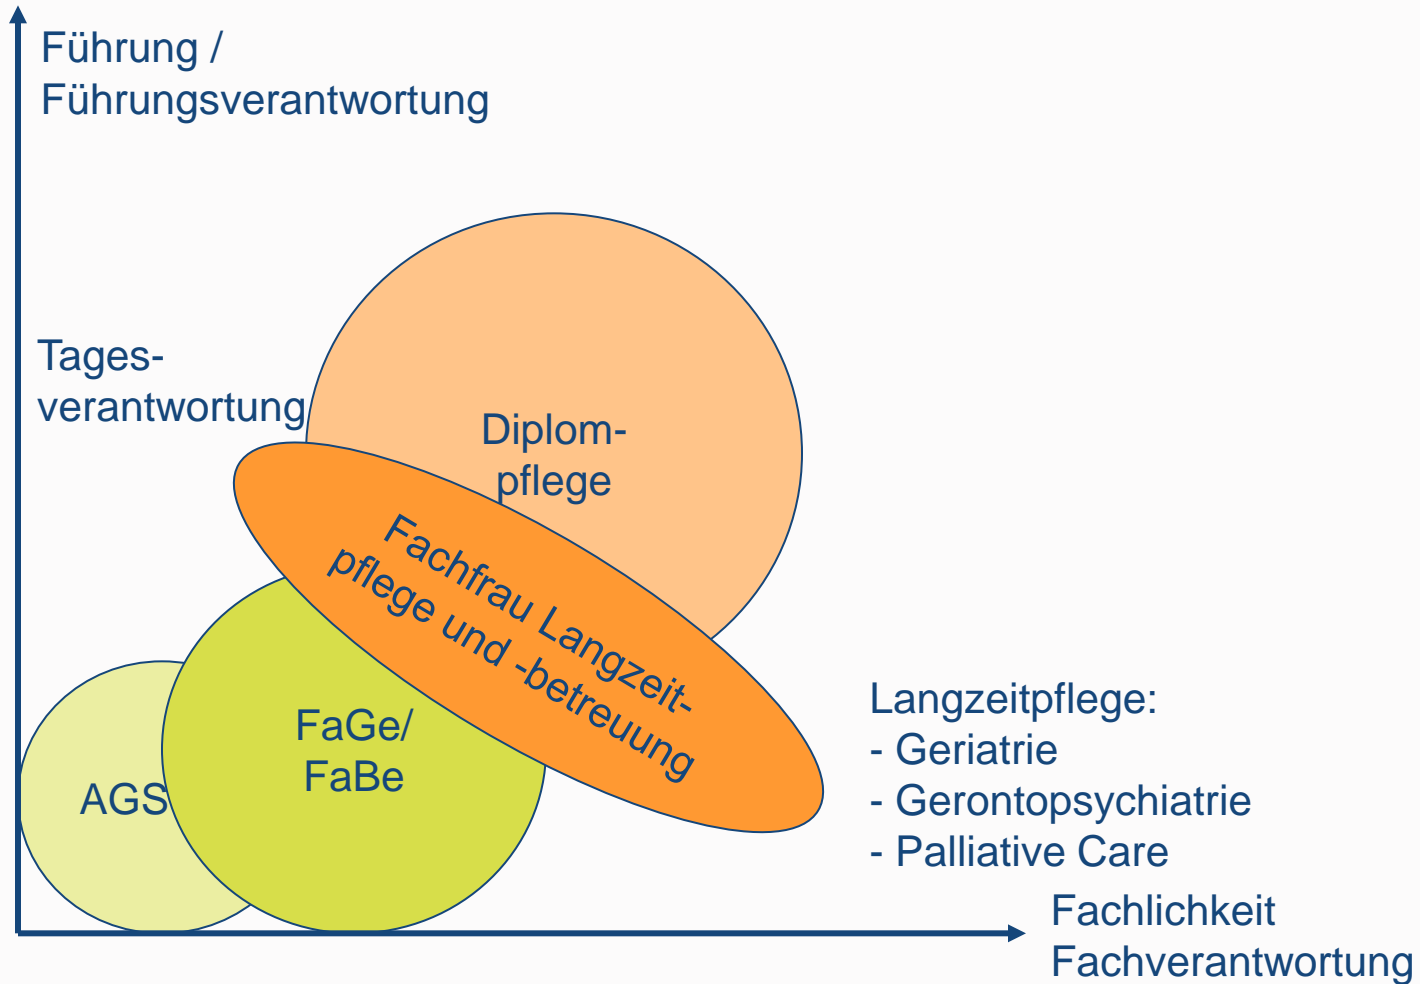 Führung /
Führungsverantwortung
Tages-
verantwortung
Diplom-
pflege
Fachfrau Langzeit-
pflege und -betreuung
FaGe/
FaBe
AGS
Langzeitpflege:
- Geriatrie
- Gerontopsychiatrie
- Palliative Care
Fachlichkeit
Fachverantwortung